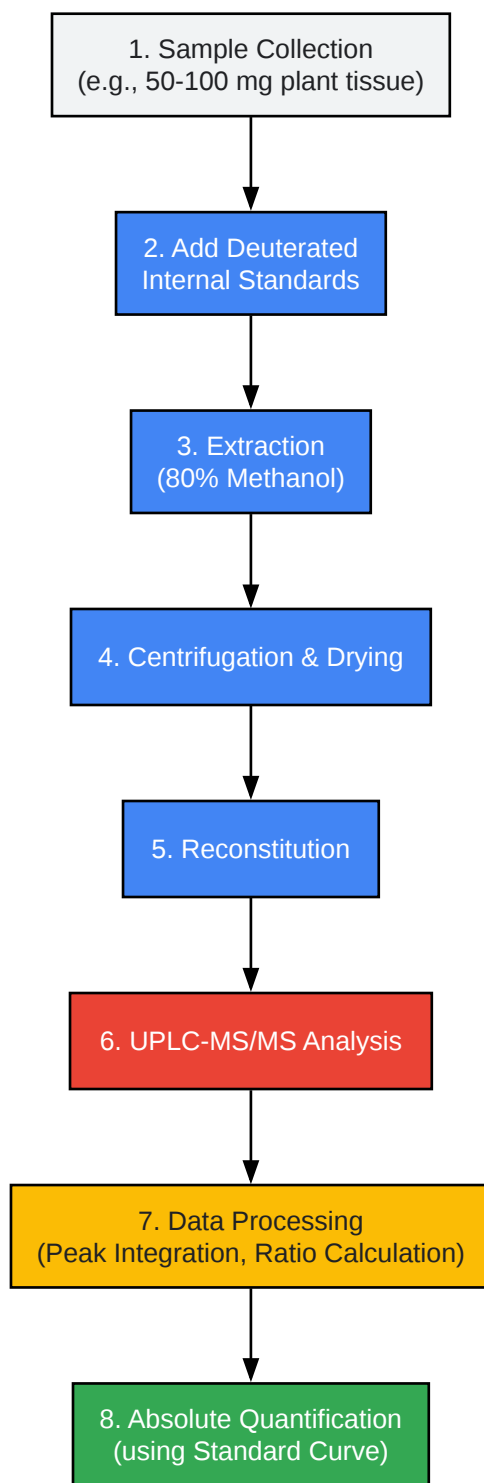 1. Sample Collection
(e.g., 50-100 mg plant tissue)
2. Add Deuterated
Internal Standards
3. Extraction
(80% Methanol)
4. Centrifugation & Drying
5. Reconstitution
6. UPLC-MS/MS Analysis
7. Data Processing
(Peak Integration, Ratio Calculation)
8. Absolute Quantification
(using Standard Curve)